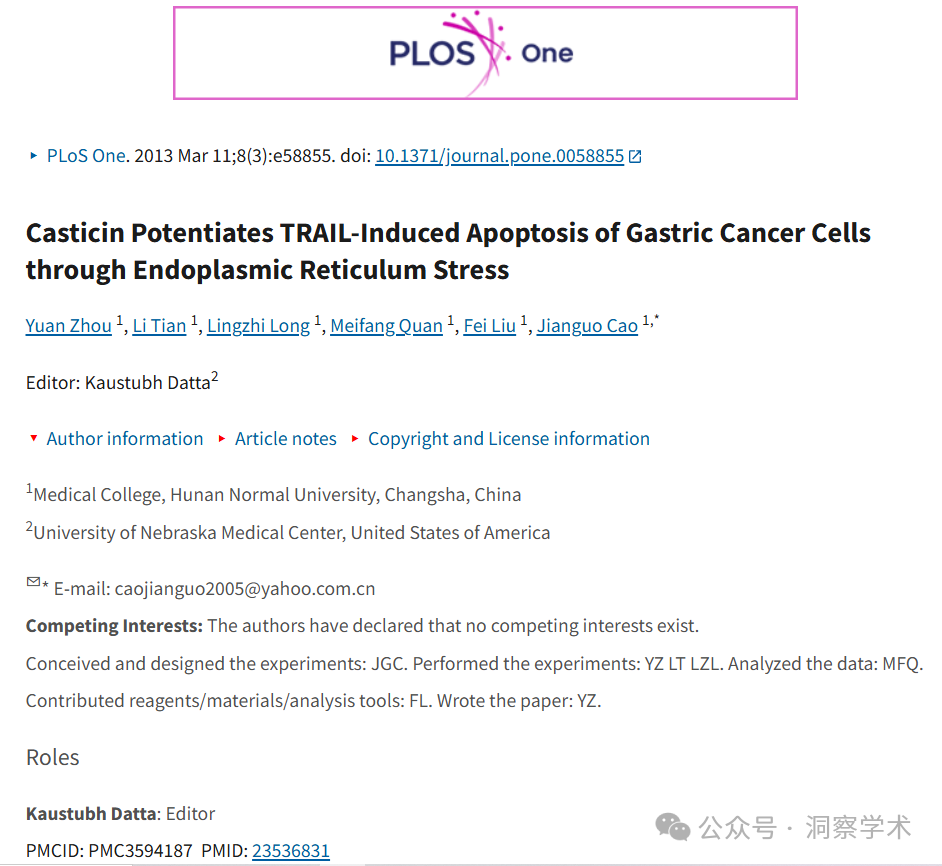 PLOS One
PLoS One. 2013 Mar 11;8(3):e58855. doi: 10.1371/journal.pone.0058855
Casticin Potentiates TRAIL-Induced Apoptosis of Gastric Cancer Cells
through Endoplasmic Reticulum Stress
Yuan Zhou 1, Li Tian 1, Lingzhi Long 1, Meifang Quan 1, Fei Liu 1, Jianguo Cao 1,*
Editor: Kaustubh Datta2
Author information Article notes Copyright and License information
1Medical College, Hunan Normal University, Changsha, China
2University of Nebraska Medical Center, United States of America
* E-mail: caojianguo2005@yahoo.com.cn
Competing Interests: The authors have declared that no competing interests exist.
Conceived and designed the experiments: JGC. Performed the experiments: YZ LT LZL. Analyzed the data: MFQ.
Contributed reagents/materials/analysis tools: FL. Wrote the paper: YZ.
Roles
Kaustubh Datta: Editor
公众号 · 洞察学术
PMCID: PMC3594187 PMID: 23536831